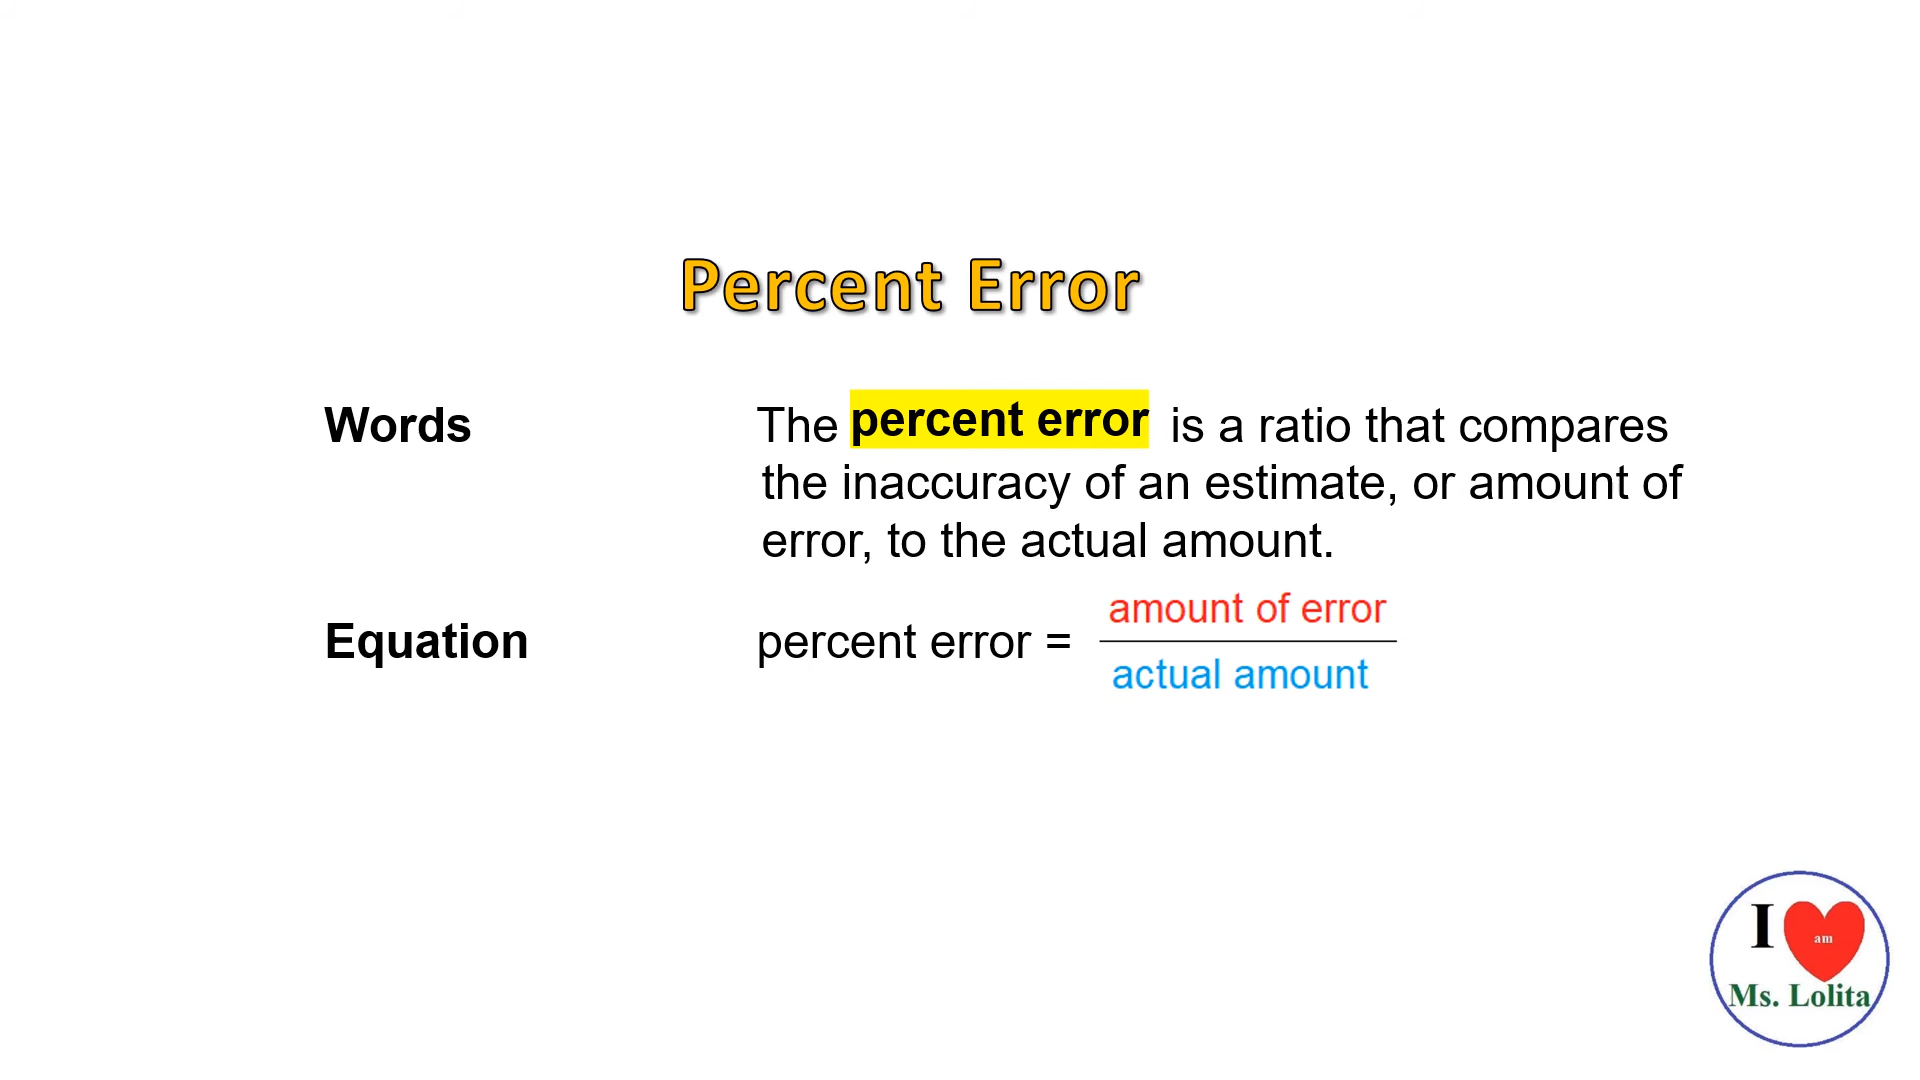 Percent Error
Words
The percent error is a ratio that compares
the inaccuracy of an estimate, or amount of
error, to the actual amount.
Equation
percent error = amount of error
actual amount
I am
Ms. Lolita